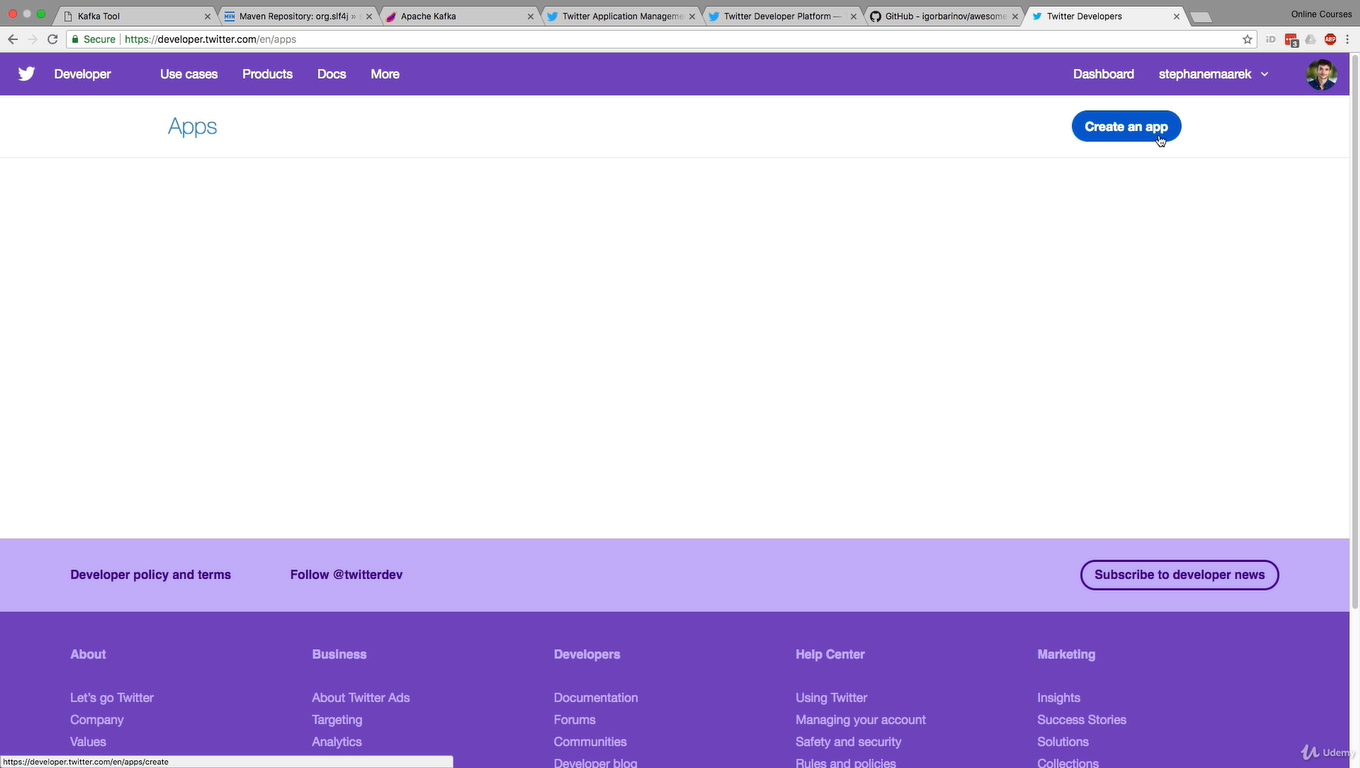 Kafka Tool
Maven Repository: org.slf4j » s
Apache Kafka
Twitter Application Manageme
Twitter Developer Platform —
GitHub - igorbarinov/awesome
Twitter Developers
Online Courses
Secure
https://developer.twitter.com/en/apps
iD
3
ABP
Developer
Use cases
Products
Docs
More
Dashboard
stephanemaarek
Apps
Create an app
Developer policy and terms
Follow @twitterdev
Subscribe to developer news
About
Business
Developers
Help Center
Marketing
Let's go Twitter
About Twitter Ads
Documentation
Using Twitter
Insights
Company
Targeting
Forums
Managing your account
Success Stories
Values
Analytics
Communities
Safety and security
Solutions
Developer blog
Rules and policies
Collections
https://developer.twitter.com/en/apps/create
Udemy